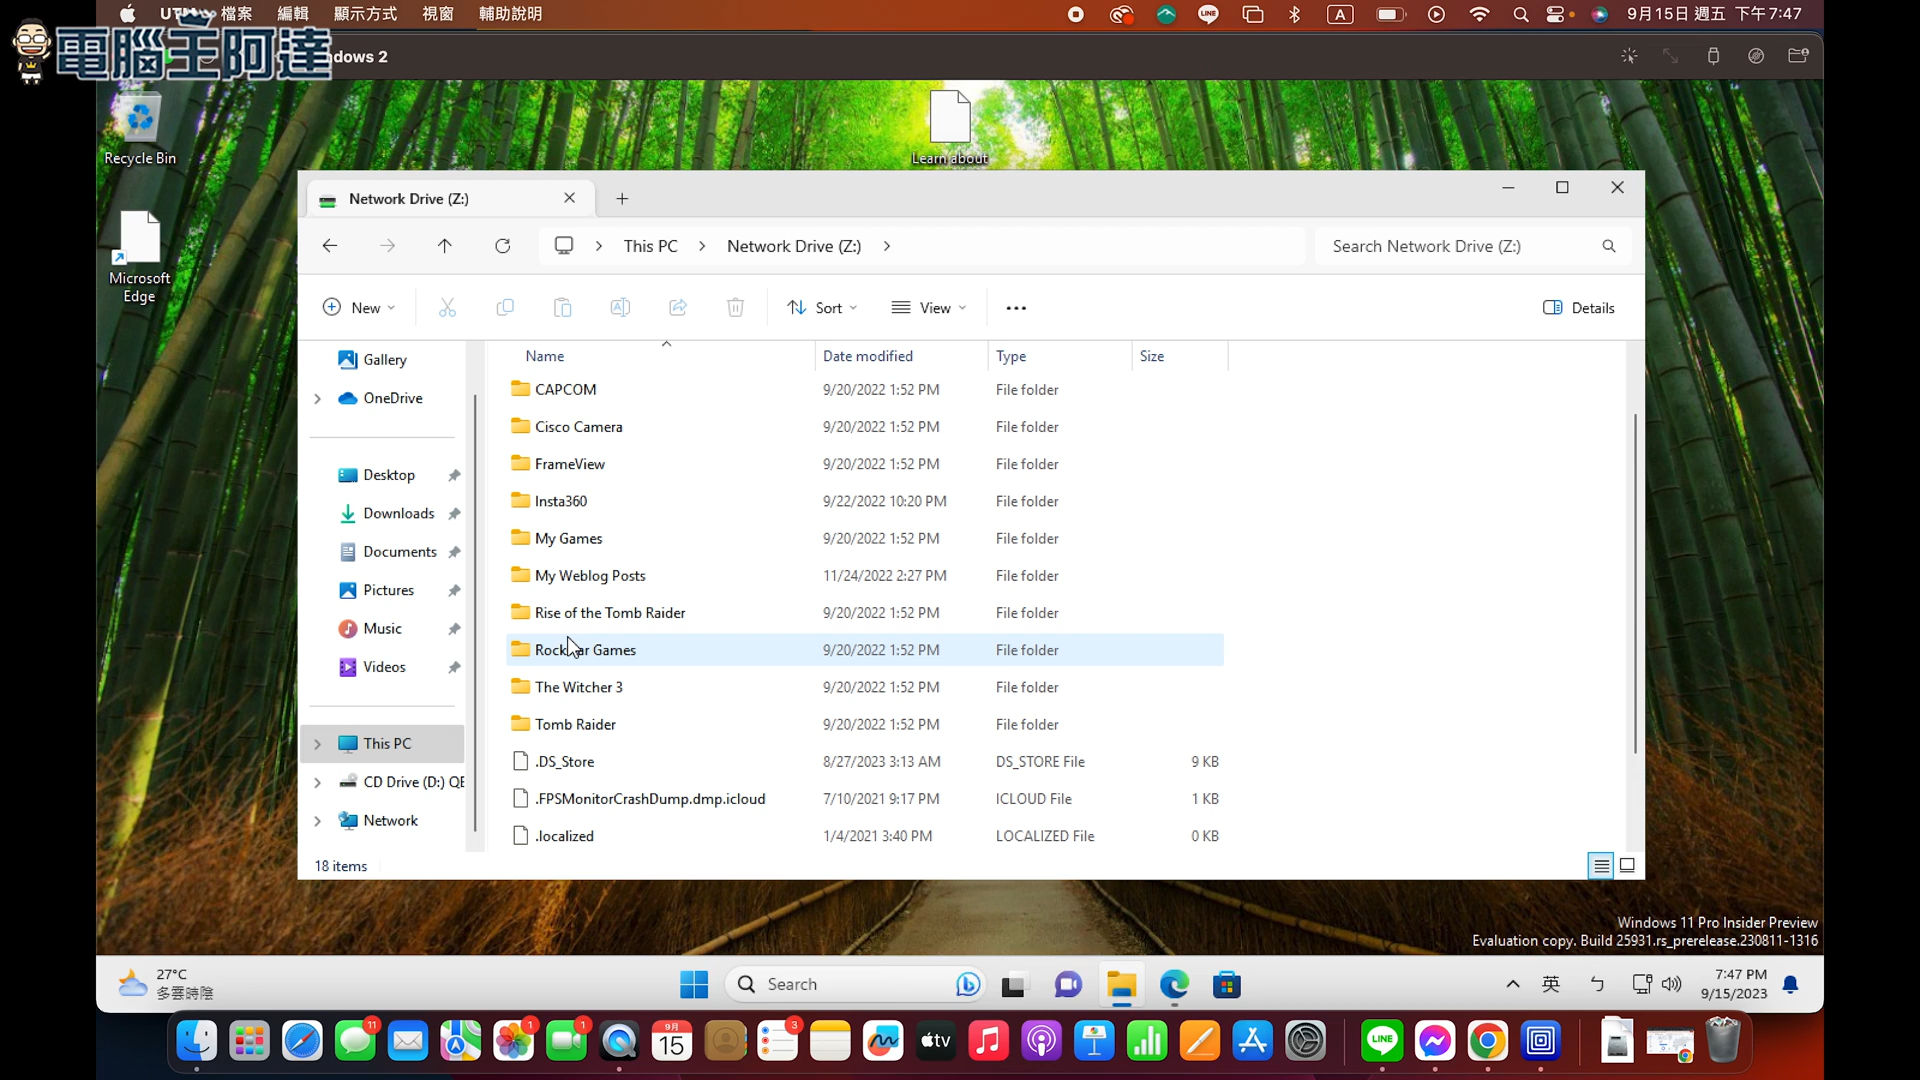 UTM 檔案 編輯 顯示方式 視窗 輔助說明
A
9月15日 週五 下午7:47
電腦王阿達
dows 2
Recycle Bin
Learn about
Microsoft
Edge
Network Drive (Z:)
This PC > Network Drive (Z:) >
Search Network Drive (Z:)
New Sort View ... Details
Name Date modified Type Size
Gallery
OneDrive
Desktop
Downloads
Documents
Pictures
Music
Videos
This PC
CD Drive (D:) QE
Network
CAPCOM 9/20/2022 1:52 PM File folder
Cisco Camera 9/20/2022 1:52 PM File folder
FrameView 9/20/2022 1:52 PM File folder
Insta360 9/22/2022 10:20 PM File folder
My Games 9/20/2022 1:52 PM File folder
My Weblog Posts 11/24/2022 2:27 PM File folder
Rise of the Tomb Raider 9/20/2022 1:52 PM File folder
Rockstar Games 9/20/2022 1:52 PM File folder
The Witcher 3 9/20/2022 1:52 PM File folder
Tomb Raider 9/20/2022 1:52 PM File folder
.DS_Store 8/27/2023 3:13 AM DS_STORE File 9 KB
.FPSMonitorCrashDump.dmp.icloud 7/10/2021 9:17 PM ICLOUD File 1 KB
.localized 1/4/2021 3:40 PM LOCALIZED File 0 KB
18 items
Windows 11 Pro Insider Preview
Evaluation copy. Build 25931.rs_prerelease.230811-1316
27°C
多雲時陰
Search
英 ㄅ
7:47 PM
9/15/2023
11 1 1 9月 15 3 tv LINE